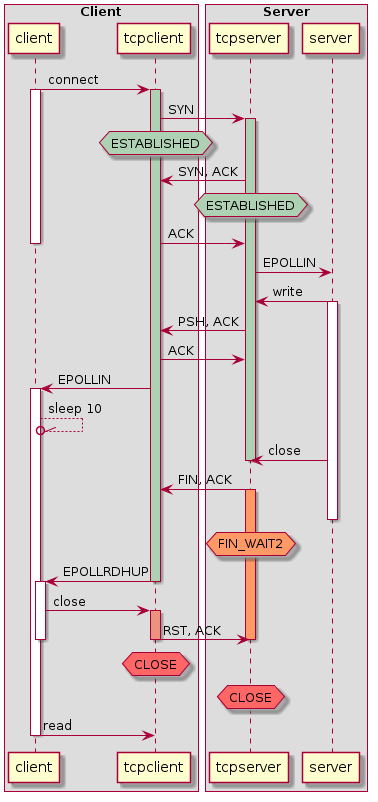 Client
Server
client
tcpclient
tcpserver
server
connect
SYN
ESTABLISHED
SYN, ACK
ESTABLISHED
ACK
EPOLLIN
write
PSH, ACK
ACK
EPOLLIN
sleep 10
close
FIN, ACK
FIN_WAIT2
EPOLLRDHUP
close
RST, ACK
CLOSE
CLOSE
read
client
tcpclient
tcpserver
server